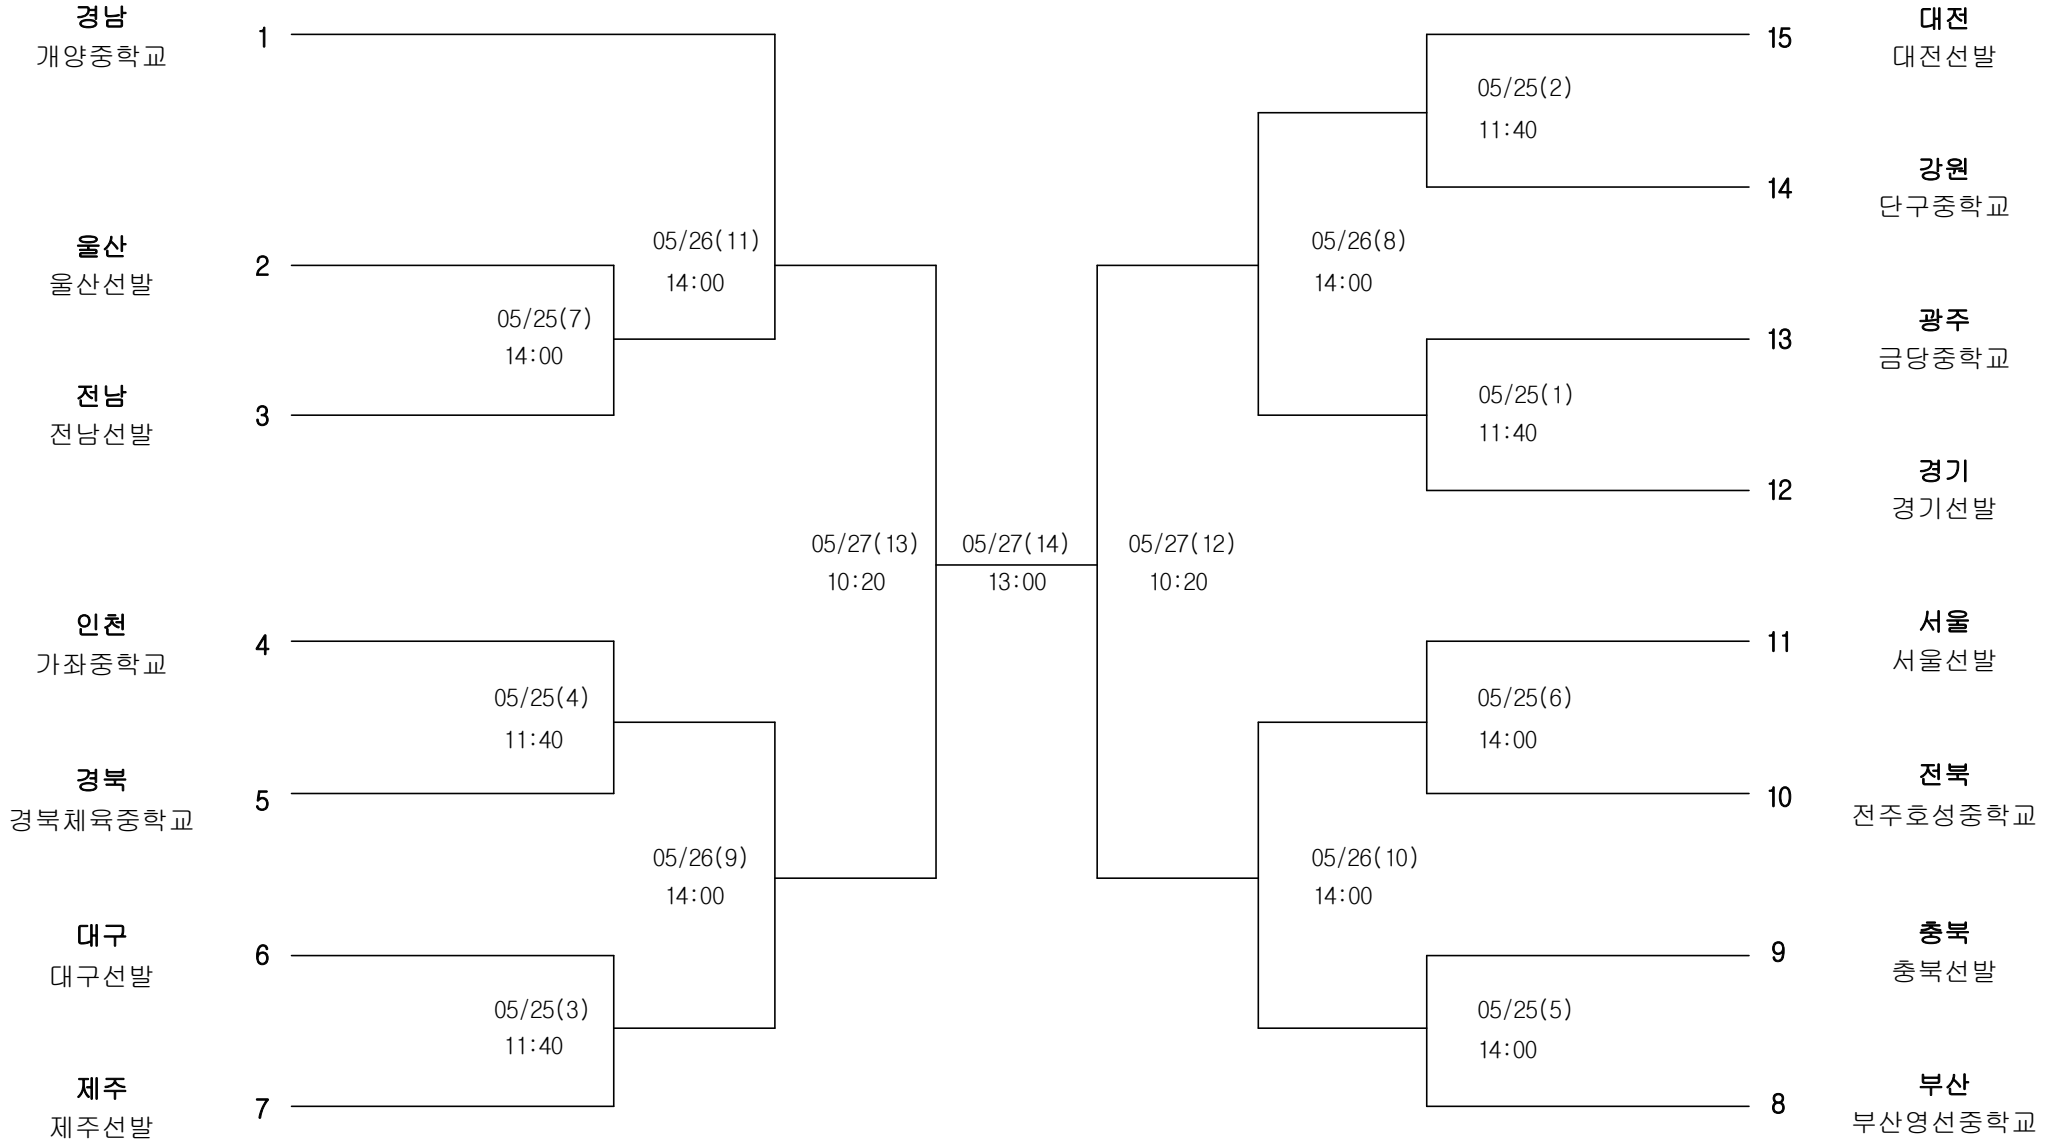 경남
개양중학교
1
울산
울산선발
2
전남
전남선발
3
인천
가좌중학교
4
경북
경북체육중학교
5
대구
대구선발
6
제주
제주선발
7
05/25(7)
14:00
05/26(11)
14:00
05/25(4)
11:40
05/26(9)
14:00
05/25(3)
11:40
05/27(13)
10:20
05/27(14)
13:00
05/27(12)
10:20
05/25(2)
11:40
05/26(8)
14:00
05/25(1)
11:40
05/25(6)
14:00
05/26(10)
14:00
05/25(5)
14:00
15
대전
대전선발
14
강원
단구중학교
13
광주
금당중학교
12
경기
경기선발
11
서울
서울선발
10
전북
전주호성중학교
9
충북
충북선발
8
부산
부산영선중학교